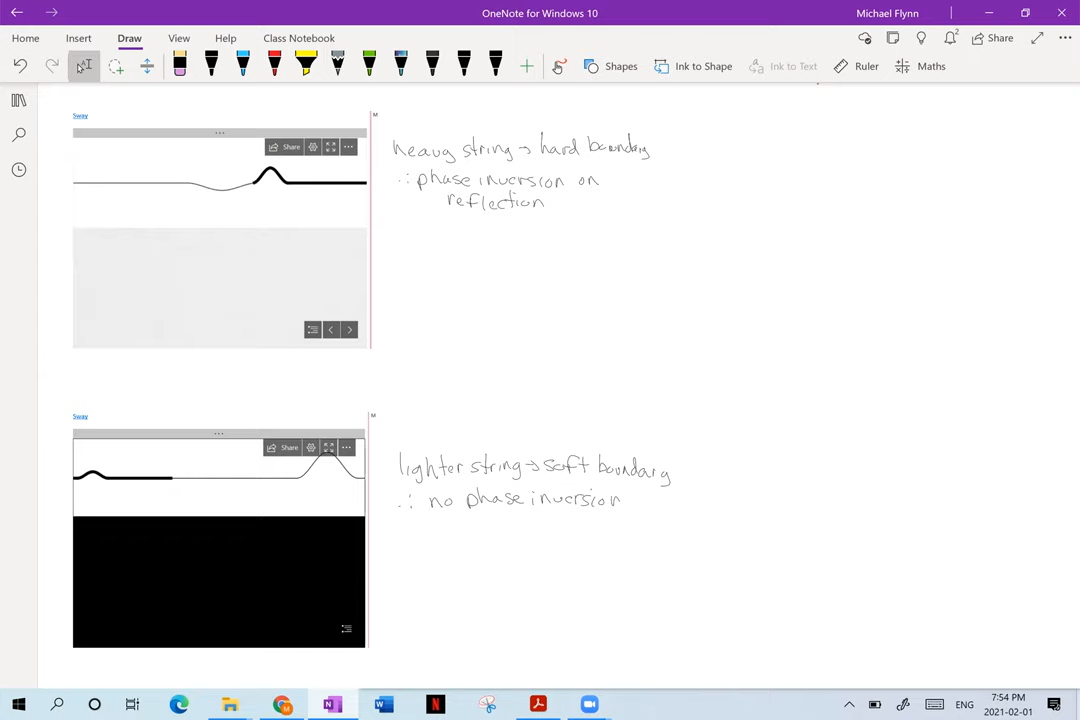 OneNote for Windows 10
Michael Flynn
Home Insert Draw View Help Class Notebook
Share
Shapes Ink to Shape Ink to Text Ruler Maths
Sway
M
Share
heavy string → hard boundary
∴ phase inversion on
reflection
Sway
M
Share
lighter string → soft boundary
∴ no phase inversion
7:54 PM
ENG
2021-02-01